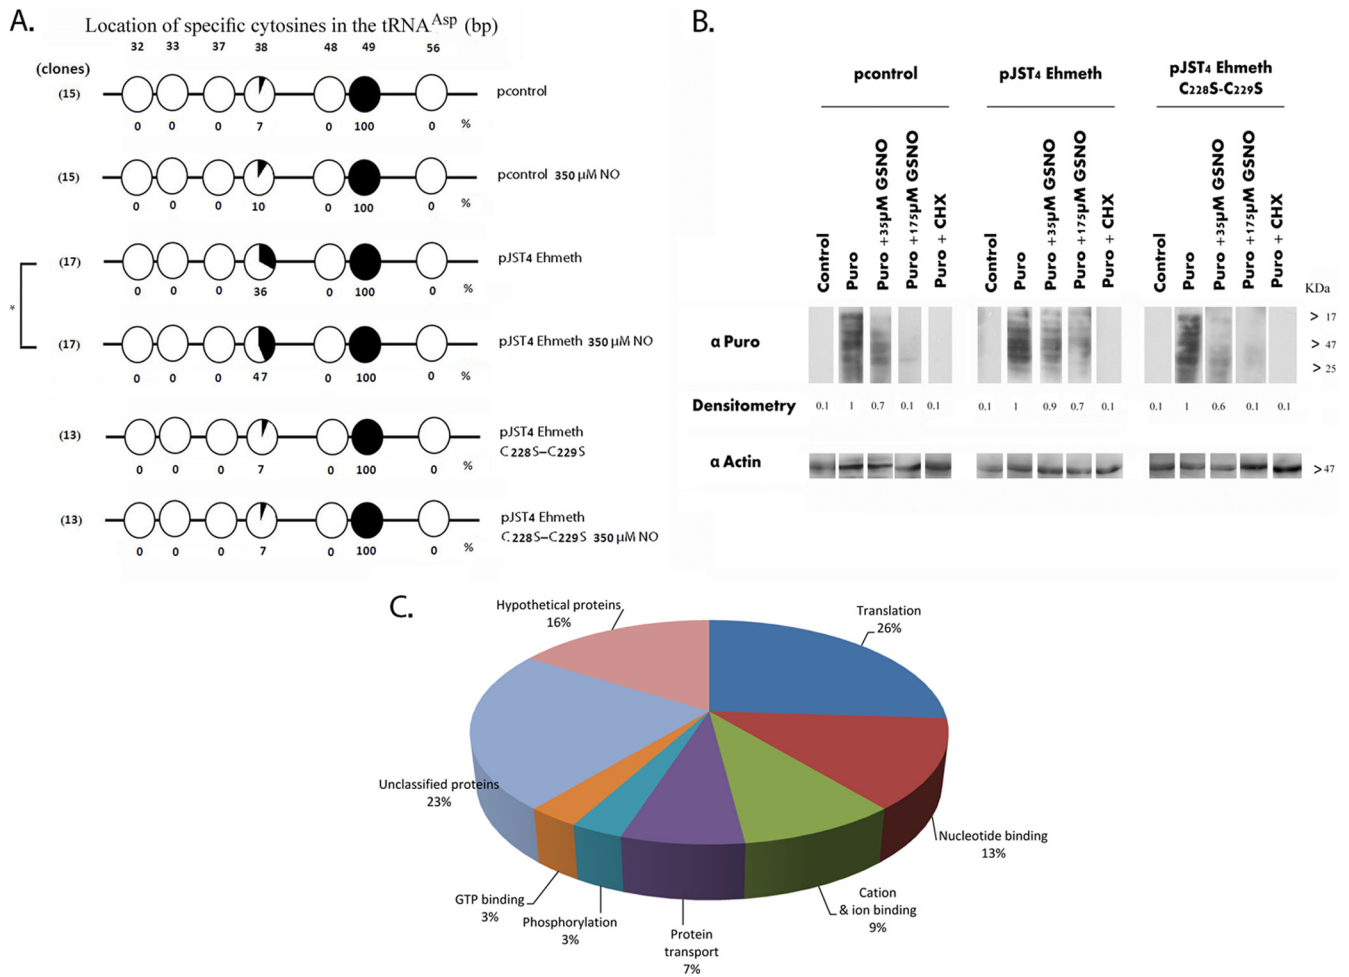 A.
Location of specific cytosines in the tRNA Asp (bp)
32 33 37 38 48 49 56
(clones)
(15) pcontrol
0 0 0 7 0 100 0 %
(15) pcontrol 350 µM NO
0 0 0 10 0 100 0 %
(17) pJST4 Ehmeth
0 0 0 36 0 100 0 %
*
(17) pJST4 Ehmeth 350 µM NO
0 0 0 47 0 100 0 %
(13) pJST4 Ehmeth
C228S–C229S
0 0 0 7 0 100 0 %
(13) pJST4 Ehmeth
C228S–C229S 350 µM NO
0 0 0 7 0 100 0 %
B.
pcontrol
pJST4 Ehmeth
pJST4 Ehmeth
C228S-C229S
Control
Puro
Puro +35µM GSNO
Puro +175µM GSNO
Puro + CHX
Control
Puro
Puro +35µM GSNO
Puro +175µM GSNO
Puro + CHX
Control
Puro
Puro +35µM GSNO
Puro +175µM GSNO
Puro + CHX
KDa
α Puro
> 17
> 47
> 25
Densitometry 0.1 1 0.7 0.1 0.1 0.1 1 0.9 0.7 0.1 0.1 1 0.6 0.1 0.1
α Actin >47
C.
Hypothetical proteins
16%
Translation
26%
Unclassified proteins
23%
Nucleotide binding
13%
GTP binding
3%
Phosphorylation
3%
Protein
transport
7%
Cation
& ion binding
9%